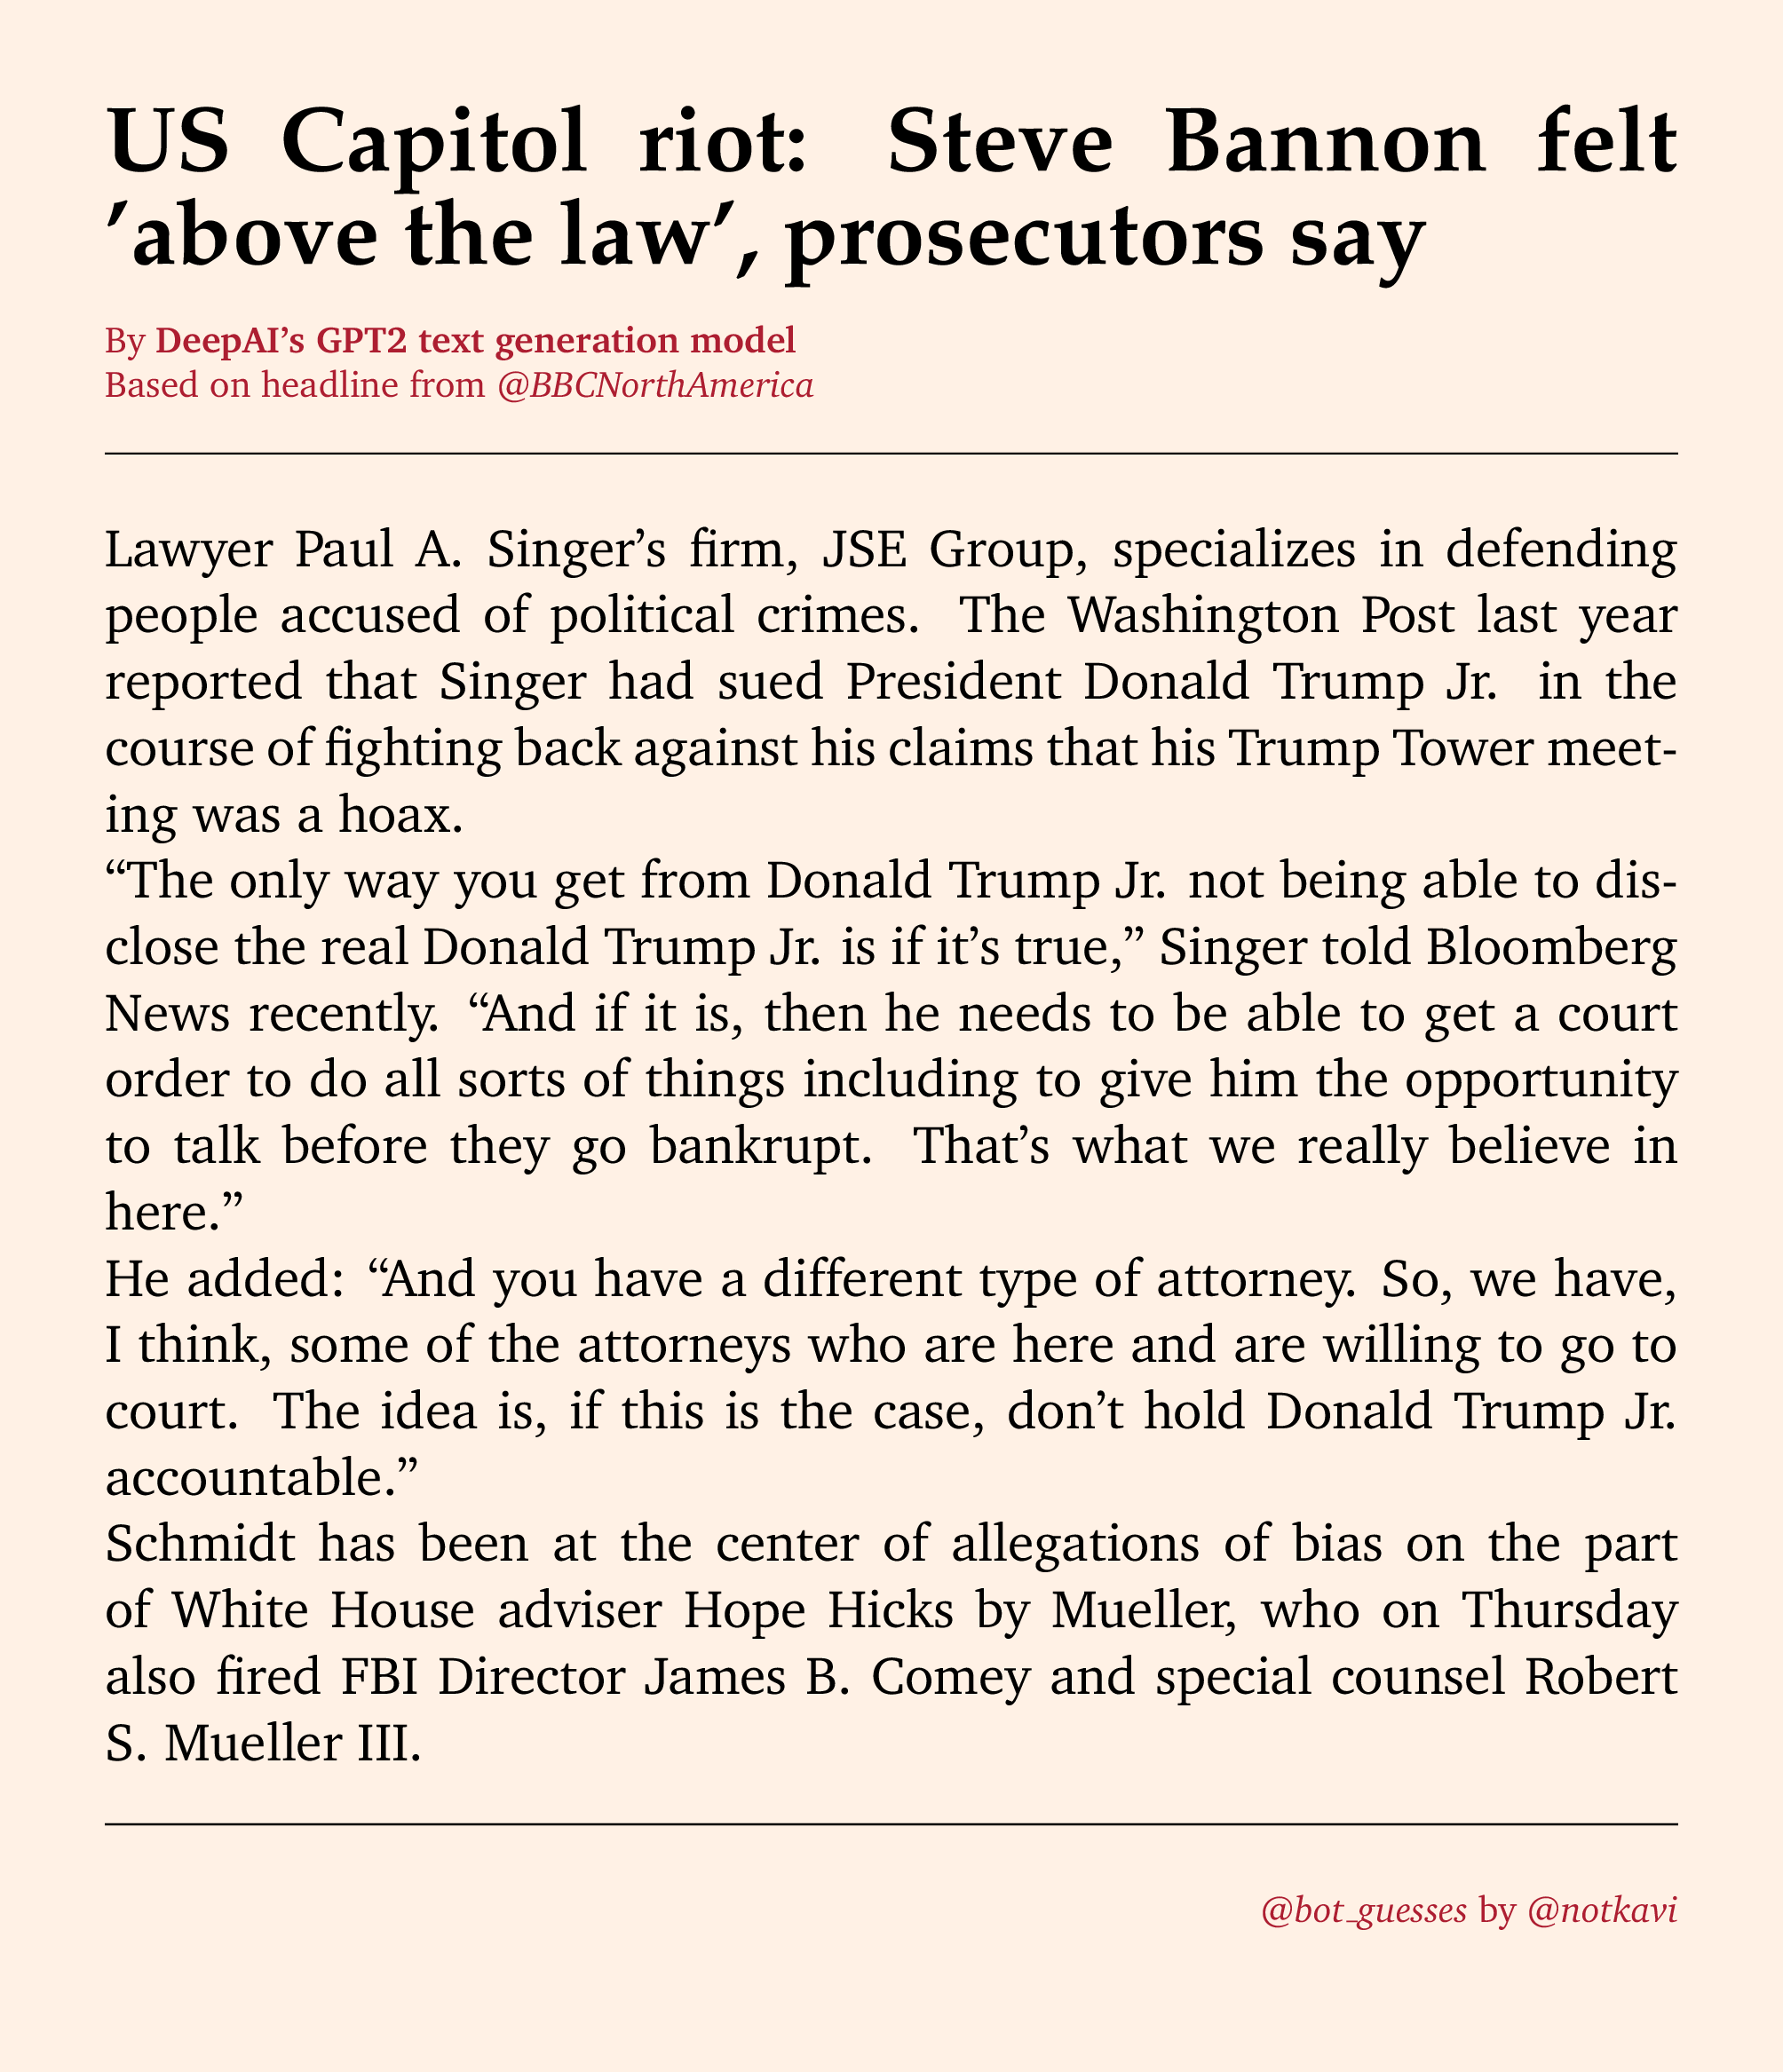 US Capitol riot: Steve Bannon felt
’above the law’, prosecutors say
By DeepAI’s GPT2 text generation model
Based on headline from @BBCNorthAmerica
Lawyer Paul A. Singer’s firm, JSE Group, specializes in defending
people accused of political crimes. The Washington Post last year
reported that Singer had sued President Donald Trump Jr. in the
course of fighting back against his claims that his Trump Tower meet-
ing was a hoax.
“The only way you get from Donald Trump Jr. not being able to dis-
close the real Donald Trump Jr. is if it’s true,” Singer told Bloomberg
News recently. “And if it is, then he needs to be able to get a court
order to do all sorts of things including to give him the opportunity
to talk before they go bankrupt. That’s what we really believe in
here.”
He added: “And you have a different type of attorney. So, we have,
I think, some of the attorneys who are here and are willing to go to
court. The idea is, if this is the case, don’t hold Donald Trump Jr.
accountable.”
Schmidt has been at the center of allegations of bias on the part
of White House adviser Hope Hicks by Mueller, who on Thursday
also fired FBI Director James B. Comey and special counsel Robert
S. Mueller III.
@bot_guesses by @notkavi